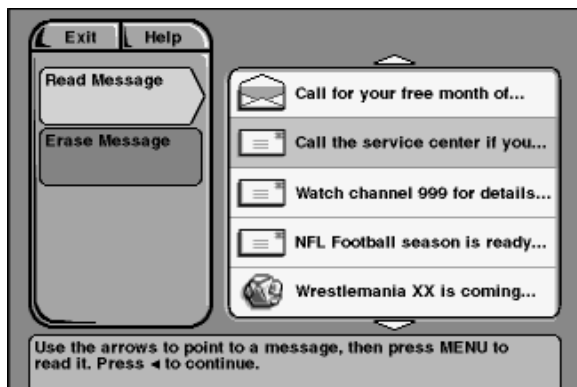 Exit Help
Read Message
Erase Message
Call for your free month of...
Call the service center if you...
Watch channel 999 for details...
NFL Football season is ready...
Wrestlemania XX is coming...
Use the arrows to point to a message, then press MENU to
read it. Press ◄ to continue.